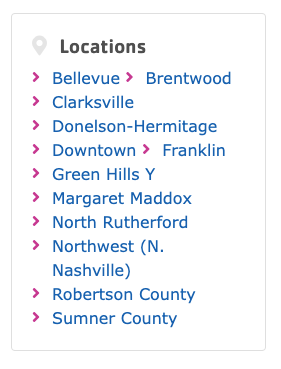 Locations
Bellevue Brentwood
Clarksville
Donelson-Hermitage
Downtown Franklin
Green Hills Y
Margaret Maddox
North Rutherford
Northwest (N.
Nashville)
Robertson County
Sumner County